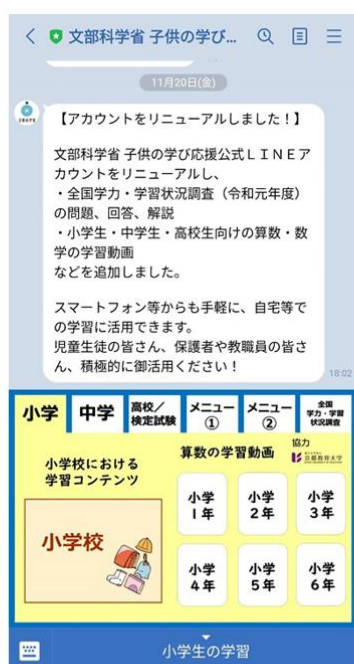 文部科学省 子供の学び...
11月20日(金)
【アカウントをリニューアルしました！】
文部科学省 子供の学び応援公式ＬＩＮＥア
カウントをリニューアルし、
・全国学力・学習状況調査（令和元年度）
の問題、回答、解説
・小学生・中学生・高校生向けの算数・数
学の学習動画
などを追加しました。
スマートフォン等からも手軽に、自宅等で
の学習に活用できます。
児童生徒の皆さん、保護者や教職員の皆さ
ん、積極的に御活用ください！
18:02
小学
中学
高校／
検定試験
メニュー
①
メニュー
②
全国
学力・学習
状況調査
小学校における
学習コンテンツ
小学校
算数の学習動画
協力
京都教育大学
小学
1年
小学
2年
小学
3年
小学
4年
小学
5年
小学
6年
小学生の学習